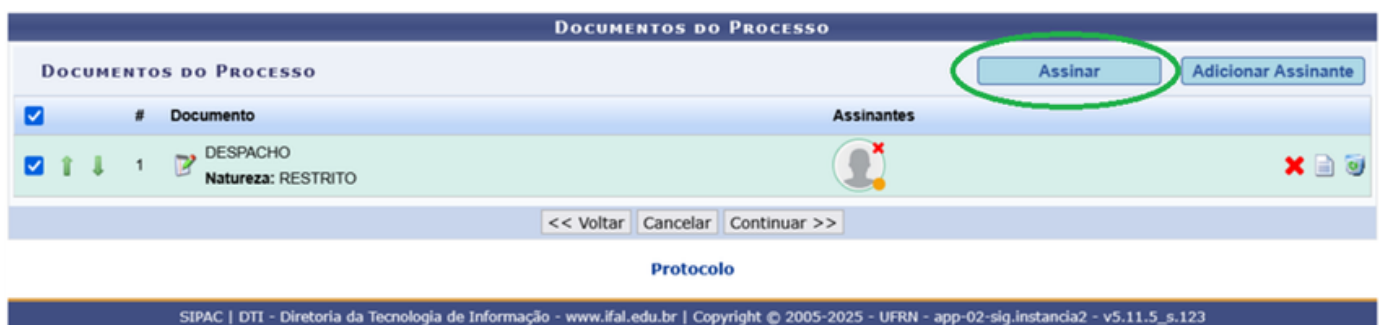 DOCUMENTOS DO PROCESSO
DOCUMENTOS DO PROCESSO Assinar Adicionar Assinante
# Documento Assinantes
1 DESPACHO
Natureza: RESTRITO
<< Voltar Cancelar Continuar >>
Protocolo
SIPAC | DTI - Diretoria da Tecnologia de Informação - www.ifal.edu.br | Copyright © 2005-2025 - UFRN - app-02-sig.instancia2 - v5.11.5_s.123